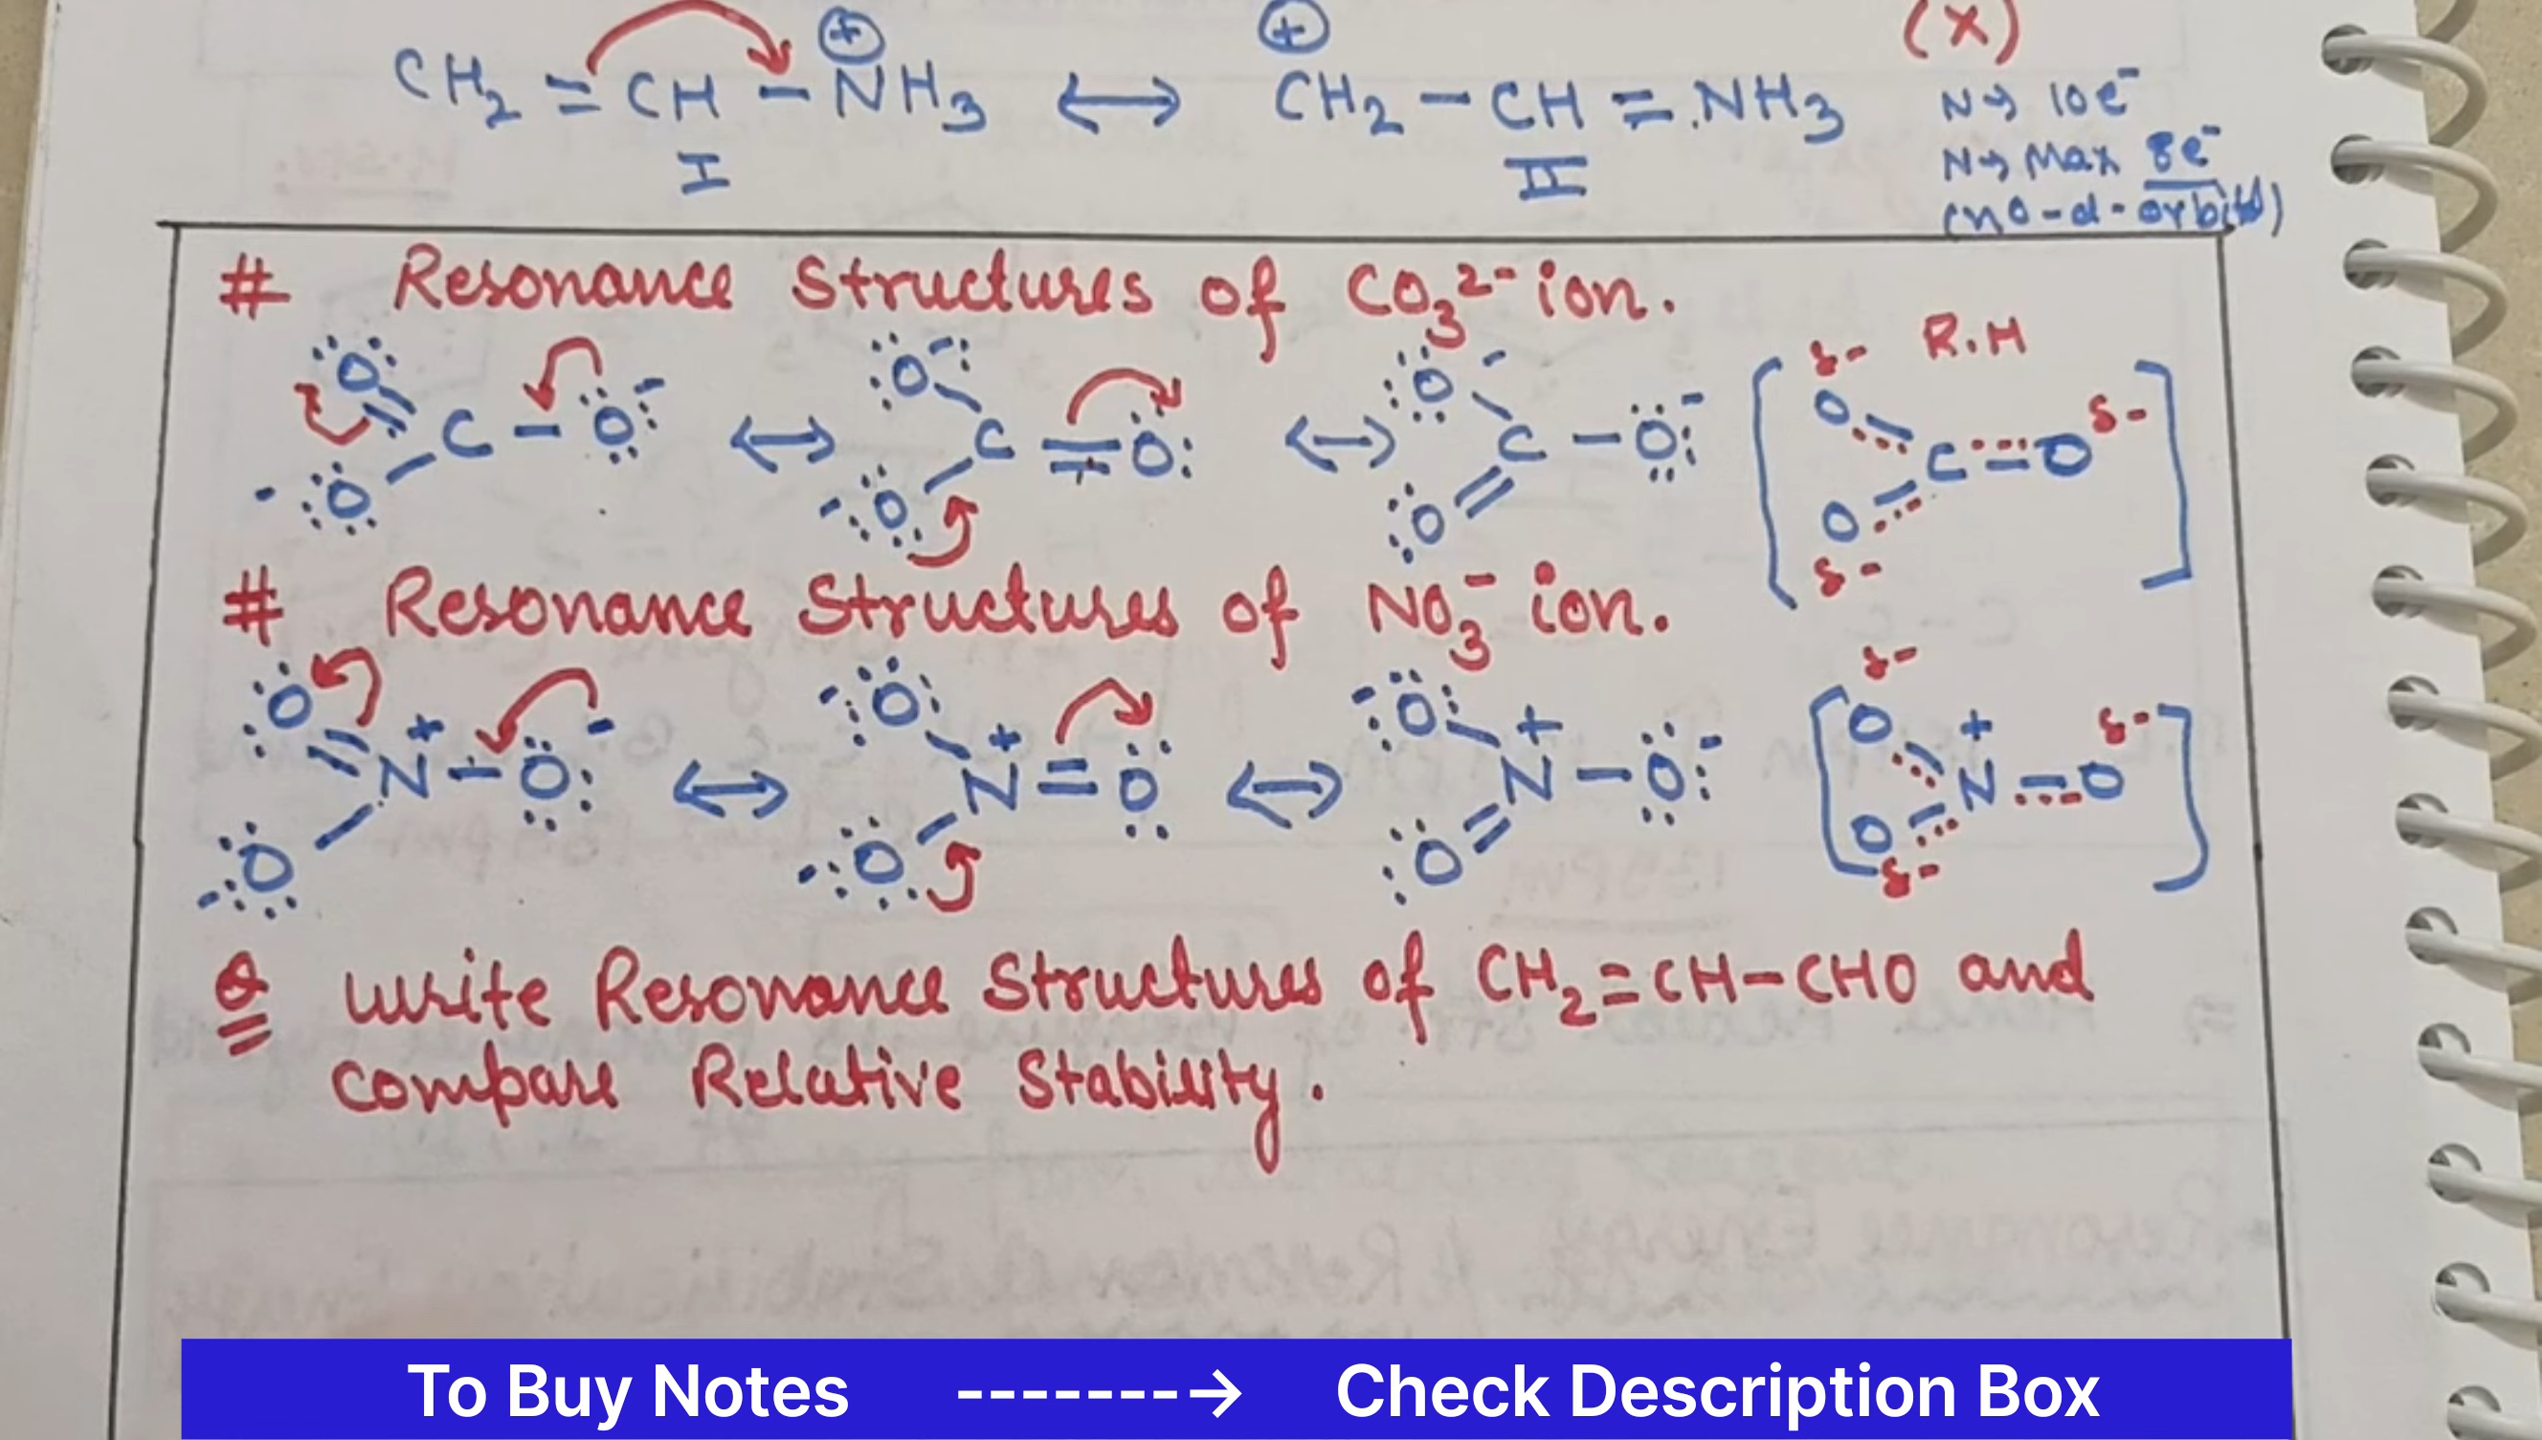 CH₂ = CH - N⊕H₃ ↔ ⊕CH₂ - CH = NH₃ (x)
I II
N → 10e⁻
N → Max 8e⁻
(no-d-orbital)
# Resonance Structures of CO₃²⁻ ion.
R.H
O O⁻ O⁻ δ- O
C - O⁻ ↔ C = O ↔ C - O⁻ [C = O δ-]
-O -O O O δ-
# Resonance Structures of NO₃⁻ ion.
O -O -O δ- O
N⁺ - O⁻ ↔ N⁺ = O ↔ N⁺ - O⁻ [N⁺ - O δ-]
-O -O O O δ-
Q write Resonance Structures of CH₂=CH-CHO and
compare Relative Stability.
To Buy Notes -------→ Check Description Box